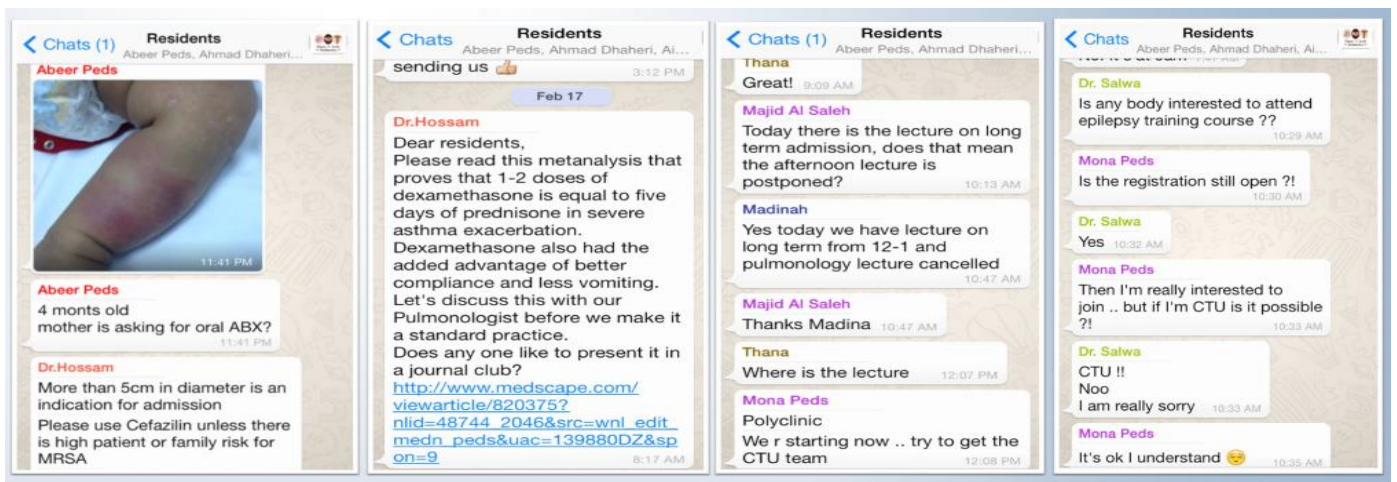 Chats (1)
Residents
Abeer Peds, Ahmad Dhaheri...
Abeer Peds
11:41 PM
Abeer Peds
4 monts old
mother is asking for oral ABX?
11:41 PM
Dr.Hossam
More than 5cm in diameter is an
indication for admission
Please use Cefazilin unless there
is high patient or family risk for
MRSA
Chats
Residents
Abeer Peds, Ahmad Dhaheri, Ai...
sending us 👍
3:12 PM
Feb 17
Dr.Hossam
Dear residents,
Please read this metanalysis that
proves that 1-2 doses of
dexamethasone is equal to five
days of prednisone in severe
asthma exacerbation.
Dexamethasone also had the
added advantage of better
compliance and less vomiting.
Let's discuss this with our
Pulmonologist before we make it
a standard practice.
Does any one like to present it in
a journal club?
http://www.medscape.com/
viewarticle/820375?
nlid=48744_2046&src=wnl_edit_
medn_peds&uac=139880DZ&sp
on=9
8:17 AM
Chats (1)
Residents
Abeer Peds, Ahmad Dhaheri...
Thana
Great! 9:09 AM
Majid Al Saleh
Today there is the lecture on long
term admission, does that mean
the afternoon lecture is
postponed? 10:13 AM
Madinah
Yes today we have lecture on
long term from 12-1 and
pulmonology lecture cancelled
10:47 AM
Majid Al Saleh
Thanks Madina 10:47 AM
Thana
Where is the lecture 12:07 PM
Mona Peds
Polyclinic
We r starting now .. try to get the
CTU team 12:08 PM
Chats
Residents
Abeer Peds, Ahmad Dhaheri, Ai...
Dr. Salwa
Is any body interested to attend
epilepsy training course ??
10:29 AM
Mona Peds
Is the registration still open ?!
10:30 AM
Dr. Salwa
Yes 10:32 AM
Mona Peds
Then I'm really interested to
join .. but if I'm CTU is it possible
?! 10:33 AM
Dr. Salwa
CTU !!
Noo
I am really sorry 10:33 AM
Mona Peds
It's ok I understand 😔 10:35 AM